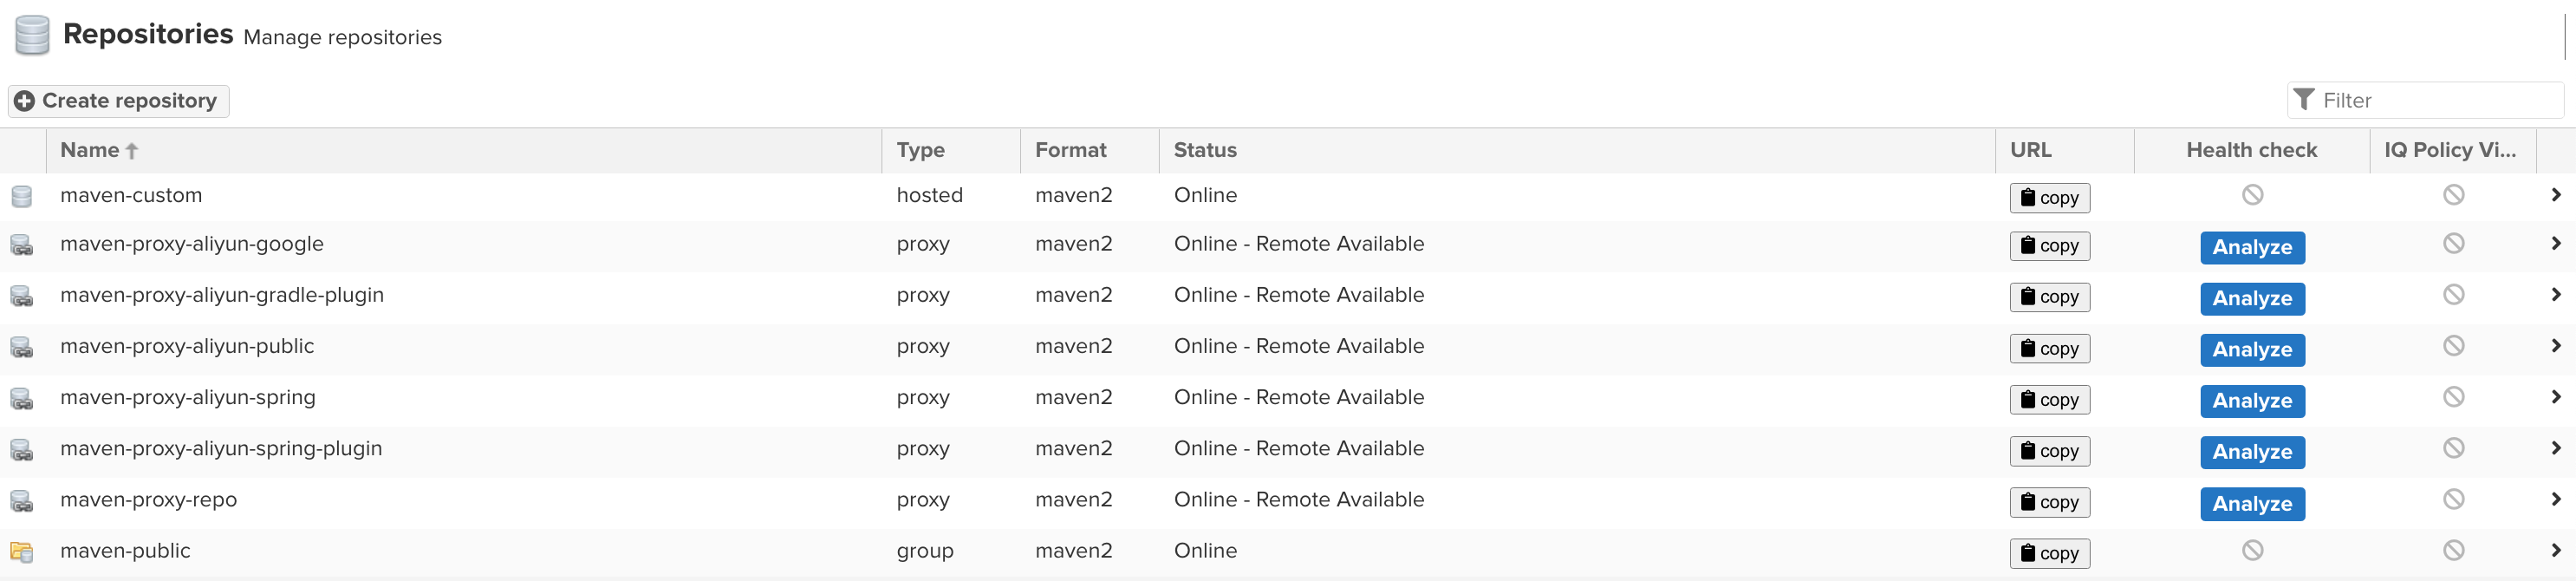 Repositories Manage repositories
Create repository Filter
Name Type Format Status URL Health check IQ Policy Vi...
maven-custom hosted maven2 Online copy
maven-proxy-aliyun-google proxy maven2 Online - Remote Available copy Analyze
maven-proxy-aliyun-gradle-plugin proxy maven2 Online - Remote Available copy Analyze
maven-proxy-aliyun-public proxy maven2 Online - Remote Available copy Analyze
maven-proxy-aliyun-spring proxy maven2 Online - Remote Available copy Analyze
maven-proxy-aliyun-spring-plugin proxy maven2 Online - Remote Available copy Analyze
maven-proxy-repo proxy maven2 Online - Remote Available copy Analyze
maven-public group maven2 Online copy